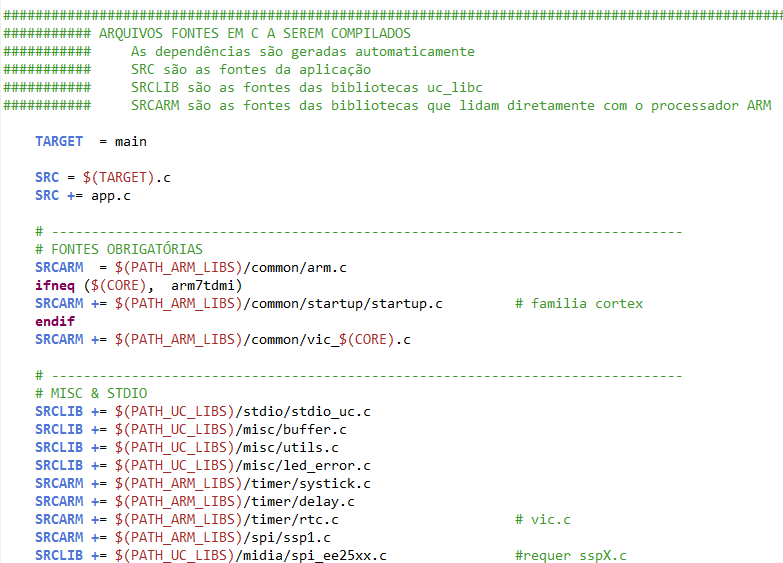 ####################################################################################################
########### ARQUIVOS FONTES EM C A SEREM COMPILADOS
###########     As dependências são geradas automaticamente
###########     SRC são as fontes da aplicação
###########     SRCLIB são as fontes das bibliotecas uc_libc
###########     SRCARM são as fontes das bibliotecas que lidam diretamente com o processador ARM
TARGET  = main
SRC = $(TARGET).c
SRC += app.c
# -------------------------------------------------------------------------------
# FONTES OBRIGATÓRIAS
SRCARM  = $(PATH_ARM_LIBS)/common/arm.c
ifneq ($(CORE),  arm7tdmi)
SRCARM += $(PATH_ARM_LIBS)/common/startup/startup.c         # familia cortex
endif
SRCARM += $(PATH_ARM_LIBS)/common/vic_$(CORE).c
# -------------------------------------------------------------------------------
# MISC & STDIO
SRCLIB += $(PATH_UC_LIBS)/stdio/stdio_uc.c
SRCLIB += $(PATH_UC_LIBS)/misc/buffer.c
SRCLIB += $(PATH_UC_LIBS)/misc/utils.c
SRCLIB += $(PATH_UC_LIBS)/misc/led_error.c
SRCARM += $(PATH_ARM_LIBS)/timer/systick.c
SRCARM += $(PATH_ARM_LIBS)/timer/delay.c
SRCARM += $(PATH_ARM_LIBS)/timer/rtc.c                      # vic.c
SRCARM += $(PATH_ARM_LIBS)/spi/ssp1.c
SRCLIB += $(PATH_UC_LIBS)/midia/spi_ee25xx.c                #requer sspX.c